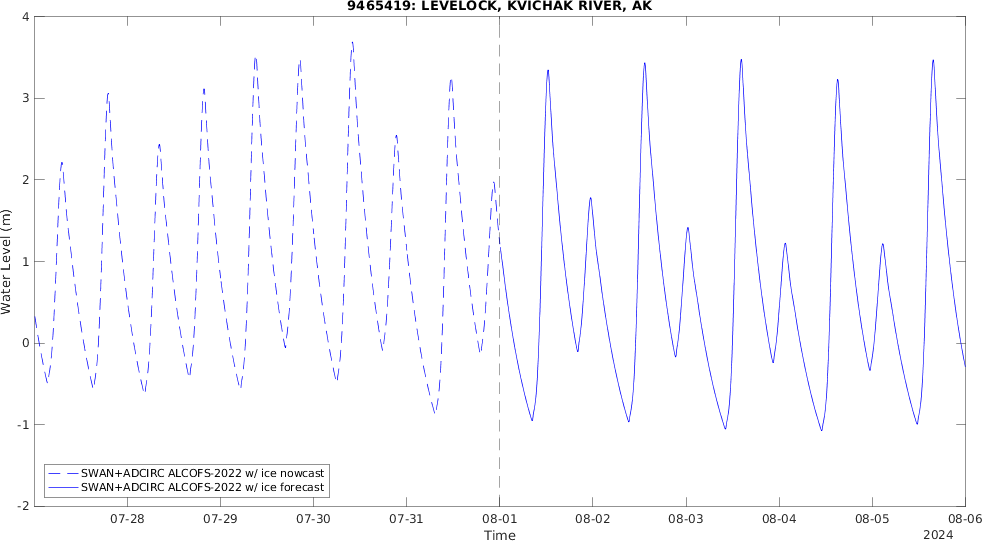 9465419: LEVELOCK, KVICHAK RIVER, AK
4
3
2
1
0
-1
-2
Water Level (m)
SWAN+ADCIRC ALCOFS-2022 w/ ice nowcast
SWAN+ADCIRC ALCOFS-2022 w/ ice forecast
07-28 07-29 07-30 07-31 08-01 08-02 08-03 08-04 08-05 08-06
Time
2024